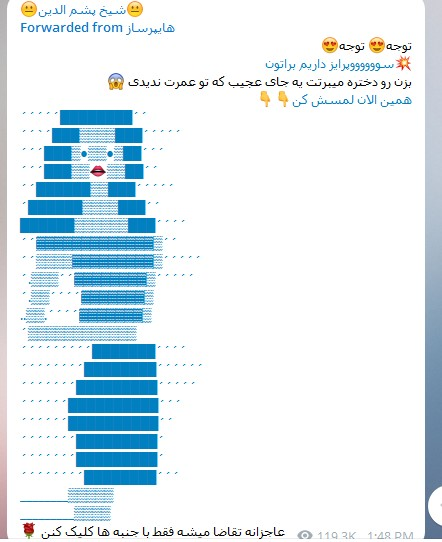 😐شیخ پشم الدین😐
Forwarded from هایپرساز
توجه😍 توجه😍
💥سووووووپرایز داریم براتون
بزن رو دختره میبرتت یه جای عجیب که تو عمرت ندیدی 😱
همین الان لمسش کن👇👇
عاجزانه تقاضا میشه فقط با جنبه ها کلیک کنن 🌹
119.3K 1:48 PM